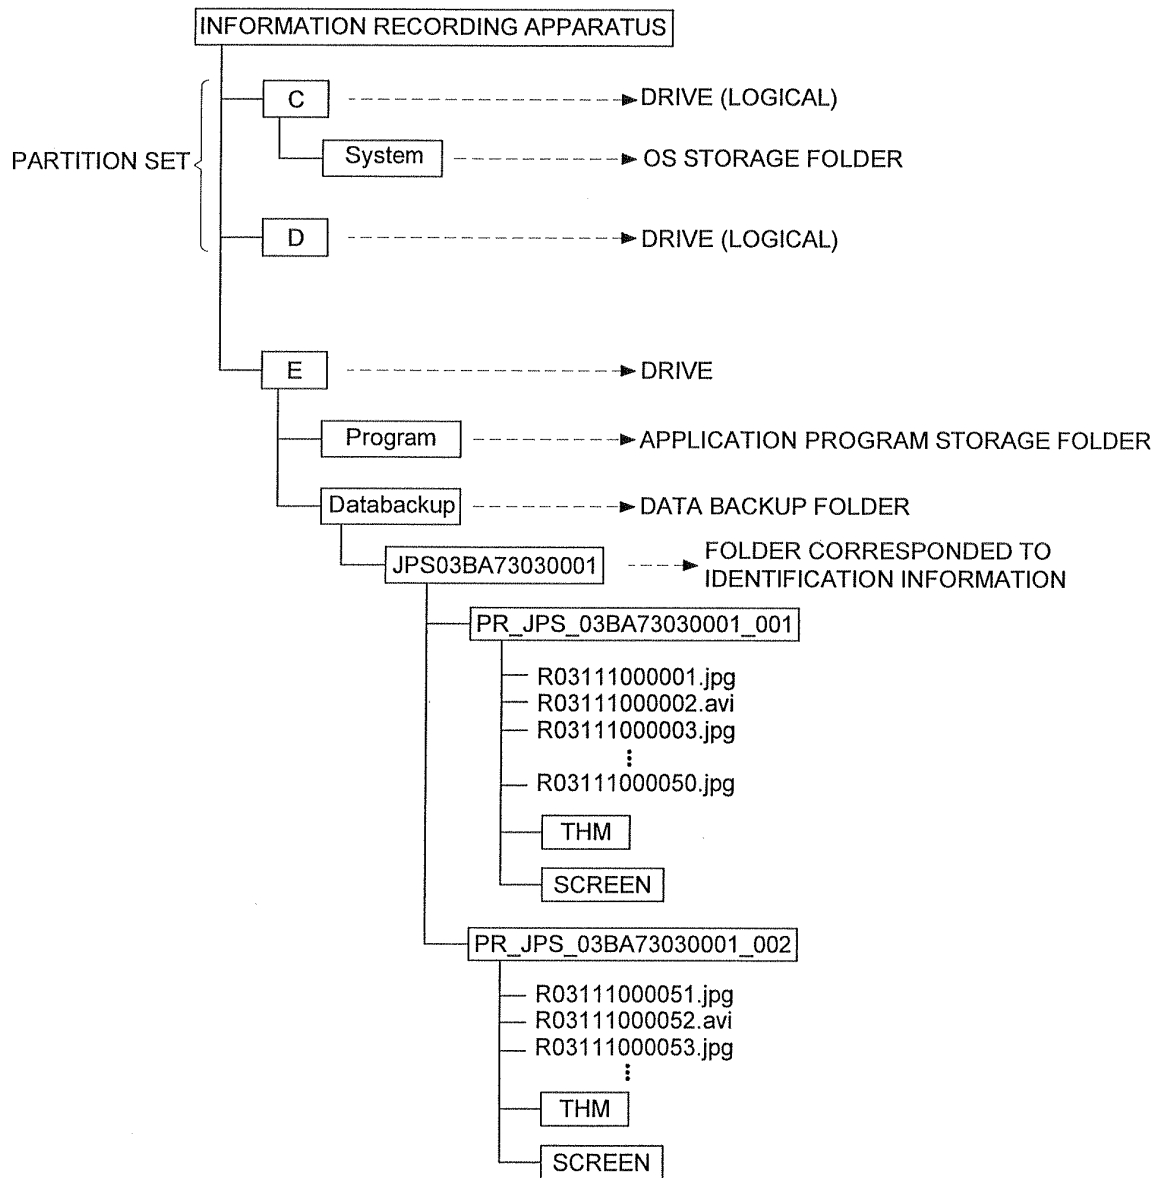 INFORMATION RECORDING APPARATUS
C
DRIVE (LOGICAL)
PARTITION SET
System
OS STORAGE FOLDER
D
DRIVE (LOGICAL)
E
DRIVE
Program
APPLICATION PROGRAM STORAGE FOLDER
Databackup
DATA BACKUP FOLDER
JPS03BA73030001
FOLDER CORRESPONDED TO
IDENTIFICATION INFORMATION
PR_JPS_03BA73030001_001
R03111000001.jpg
R03111000002.avi
R03111000003.jpg
R03111000050.jpg
THM
SCREEN
PR_JPS_03BA73030001_002
R03111000051.jpg
R03111000052.avi
R03111000053.jpg
THM
SCREEN